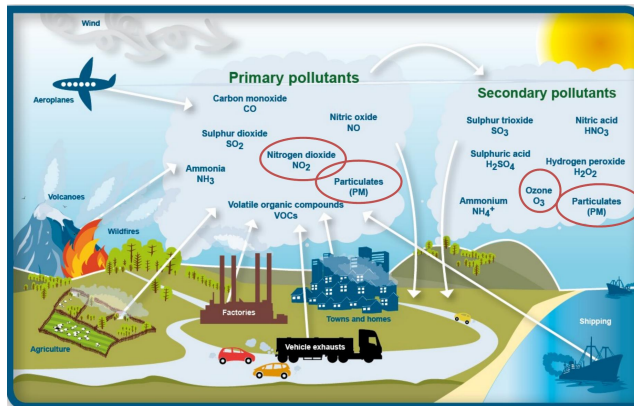 Wind
Aeroplanes
Primary pollutants
Carbon monoxide
CO
Nitric oxide
NO
Sulphur dioxide
SO2
Nitrogen dioxide
NO2
Ammonia
NH3
Particulates
(PM)
Volatile organic compounds
VOCs
Secondary pollutants
Sulphur trioxide
SO3
Nitric acid
HNO3
Sulphuric acid
H2SO4
Hydrogen peroxide
H2O2
Ozone
O3
Ammonium
NH4+
Particulates
(PM)
Volcanoes
Wildfires
Agriculture
Factories
Towns and homes
Vehicle exhausts
Shipping